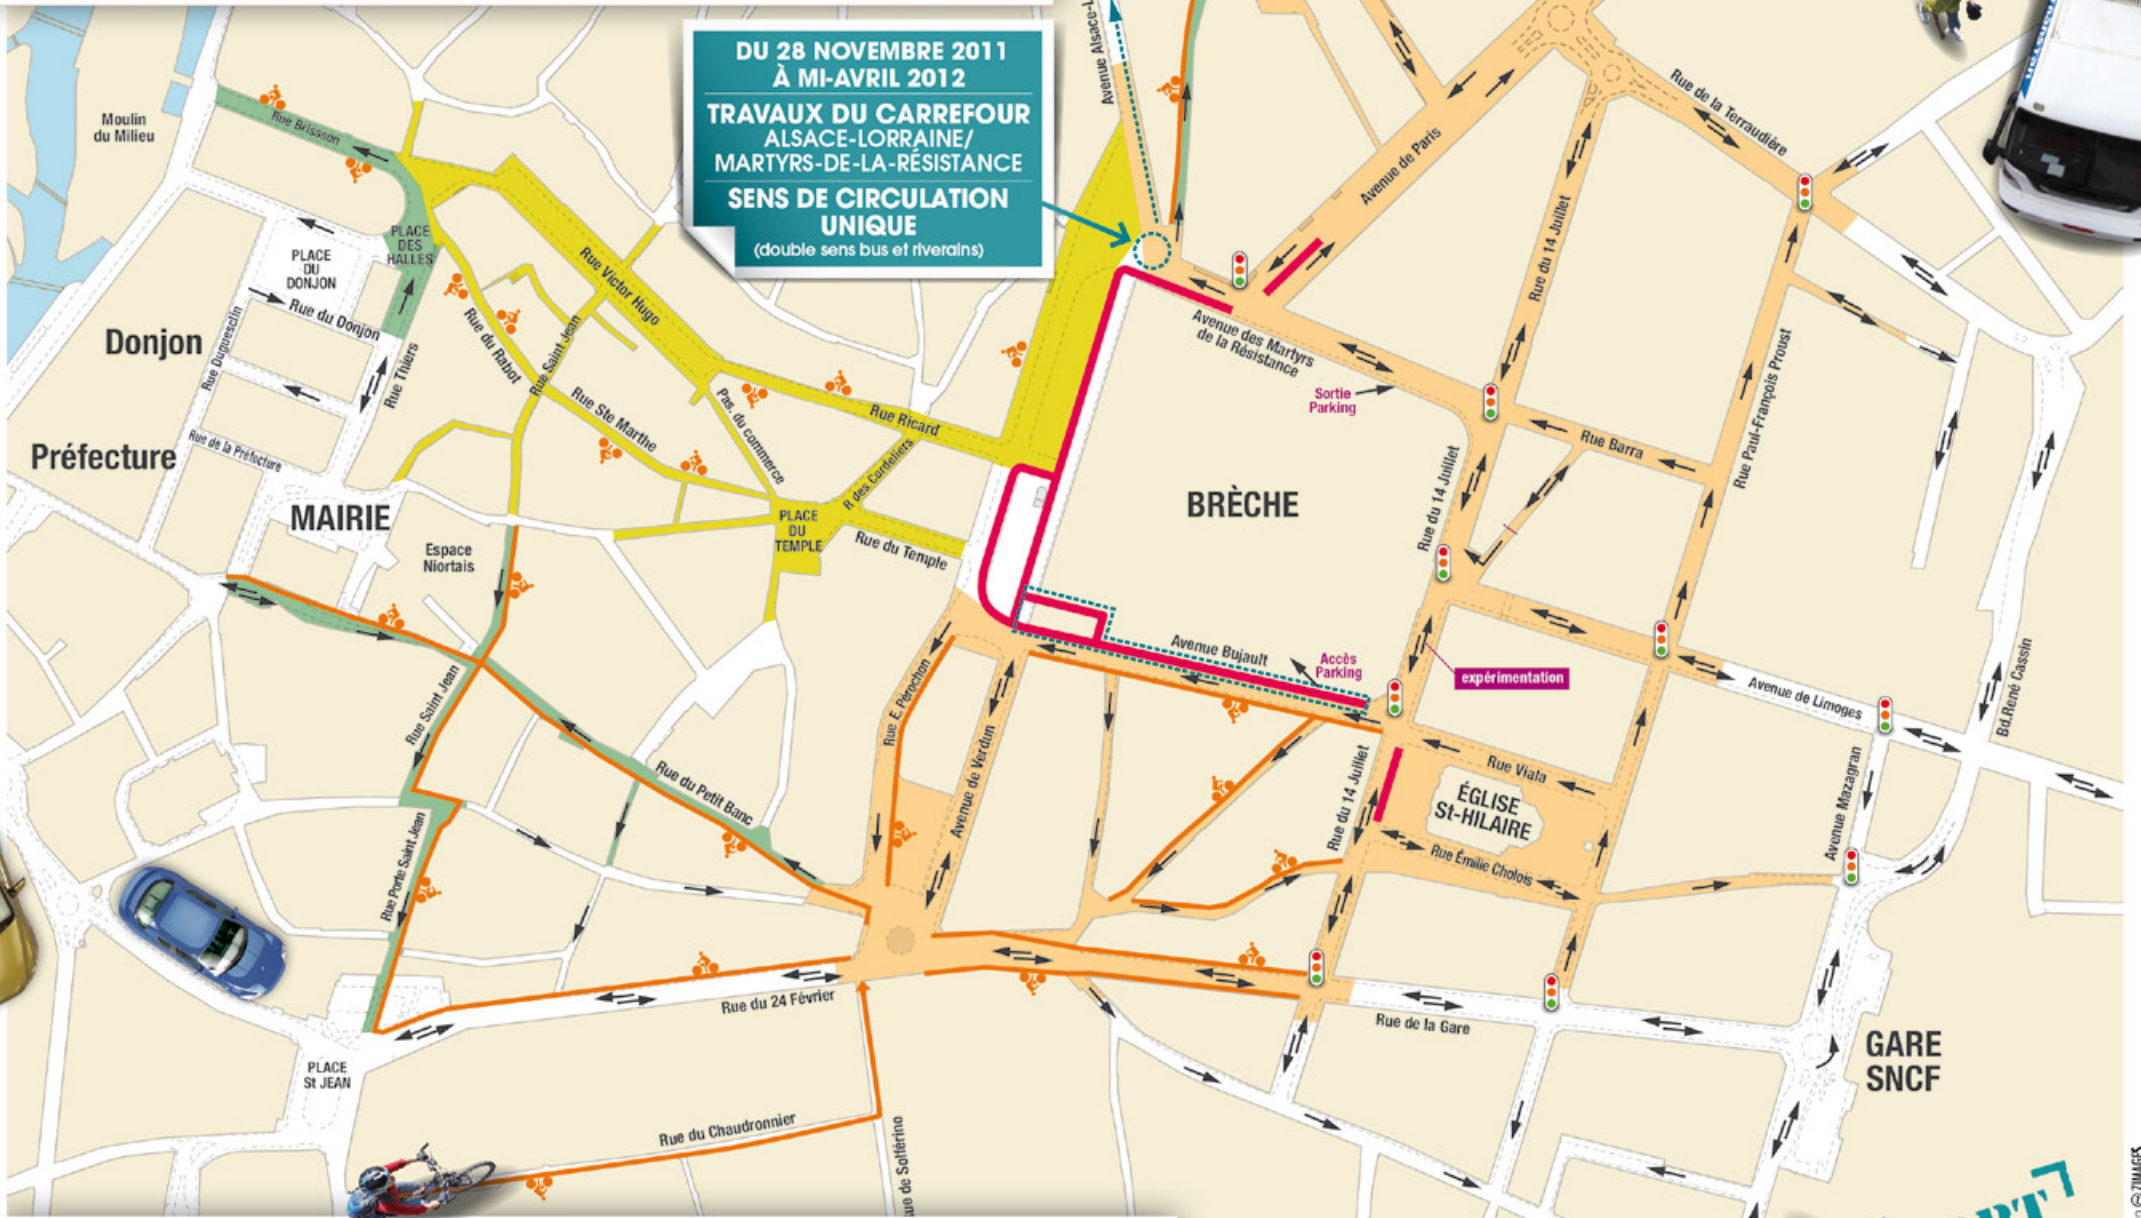 DU 28 NOVEMBRE 2011
À MI-AVRIL 2012
TRAVAUX DU CARREFOUR
ALSACE-LORRAINE/
MARTYRS-DE-LA-RÉSISTANCE
SENS DE CIRCULATION
UNIQUE
(double sens bus et riverains)
Avenue Alsace-L
Moulin
du Milieu
Rue Brissson
PLACE
DES
HALLES
PLACE
DU
DONJON
Rue du Donjon
Donjon
Rue Duguesclin
Rue Thiers
Rue Victor Hugo
Rue du Rabot
Rue Saint Jean
Rue Ste Marthe
Pas. du commerce
Rue Ricard
R des Cordeliers
Préfecture
Rue de la Préfecture
MAIRIE
Espace
Niortais
PLACE
DU
TEMPLE
Rue du Temple
Avenue de Paris
Rue de la Terraudière
Rue du 14 Juillet
Avenue des Martyrs
de la Résistance
Sortie
Parking
Rue Barra
Rue Paul-François Proust
BRÈCHE
Rue du 14 Juillet
Avenue Bujault
Accès
Parking
expérimentation
Avenue de Limoges
Bd.René Cassin
Rue Saint Jean
Rue E. Pérochon
Avenue de Verdun
Rue du Petit Banc
Rue Porte Saint Jean
Rue du 14 Juillet
Rue Viala
ÉGLISE
St-HILAIRE
Rue Émilie Cholois
Avenue Mazagran
Rue du 24 Février
Rue de la Gare
GARE
SNCF
PLACE
St JEAN
Rue du Chaudronnier
ue de Solférino
ZIMAGES